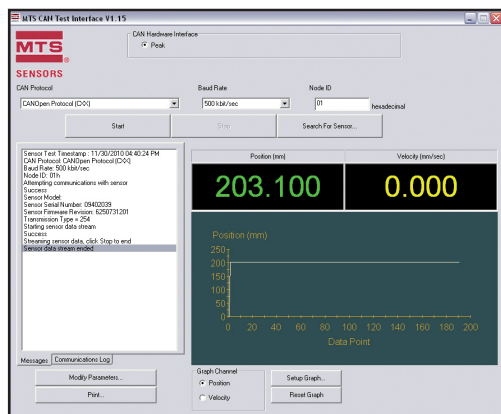 MTS CAN Test Interface V1.15
MTS
®
SENSORS
CAN Hardware Interface
Peak
CAN Protocol
Baud Rate
Node ID
CANOpen Protocol (CXX)
500 kbit/sec
01
hexadecimal
Start
Stop
Search For Sensor...
Sensor Test Timestamp : 11/30/2010 04:40:24 PM
CAN Protocol: CANOpen Protocol (CXX)
Baud Rate: 500 kbit/sec
Node ID: 01h
Attempting communications with sensor
Success
Sensor Model:
Sensor Serial Number: 09402039
Sensor Firmware Revision: 6250731201
Transmission Type = 254
Starting sensor data stream
Success
Streaming sensor data, click Stop to end
Sensor data stream ended
Messages
Communications Log
Position (mm)
Velocity (mm/sec)
203.100
0.000
Position (mm)
250
200
150
100
50
0
0 20 40 60 80 100 120 140 160 180 200
Data Point
Modify Parameters...
Print...
Graph Channel
Position
Velocity
Setup Graph...
Reset Graph